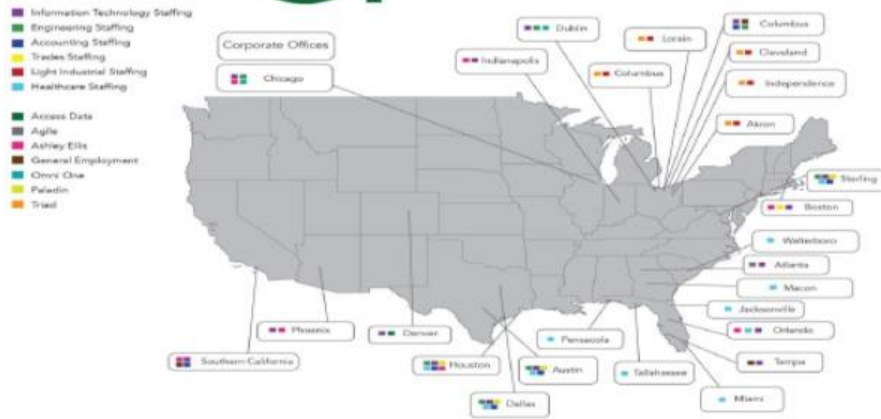 Information Technology Staffing
Engineering Staffing
Accounting Staffing
Trades Staffing
Light Industrial Staffing
Healthcare Staffing
Access Data
Agile
Ashley Ellis
General Employment
Omni One
Paladin
Triad
Corporate Offices
Chicago
Dublin
Indianapolis
Columbus
Lorain
Columbus
Cleveland
Independence
Akron
Sterling
Boston
Walterboro
Atlanta
Macon
Jacksonville
Orlando
Tampa
Miami
Tallahassee
Pensacola
Austin
Houston
Dallas
Denver
Phoenix
Southern California